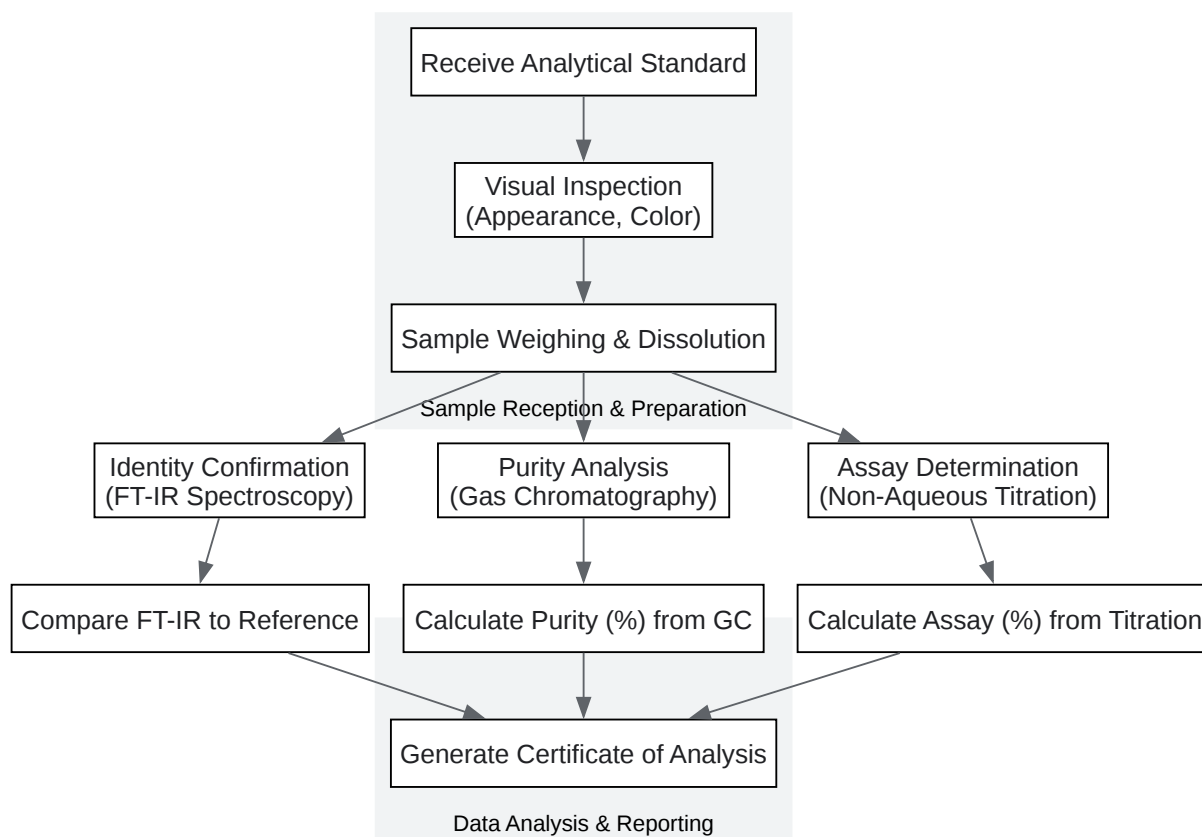 Receive Analytical Standard
Visual Inspection
(Appearance, Color)
Sample Weighing & Dissolution
Sample Reception & Preparation
Identity Confirmation
(FT-IR Spectroscopy)
Purity Analysis
(Gas Chromatography)
Assay Determination
(Non-Aqueous Titration)
Compare FT-IR to Reference
Calculate Purity (%) from GC
Calculate Assay (%) from Titration
Generate Certificate of Analysis
Data Analysis & Reporting